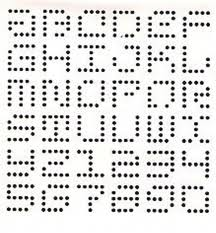 ABCDEF
GHIJKL
MNOPQR
STUVWX
YZ1234
567890